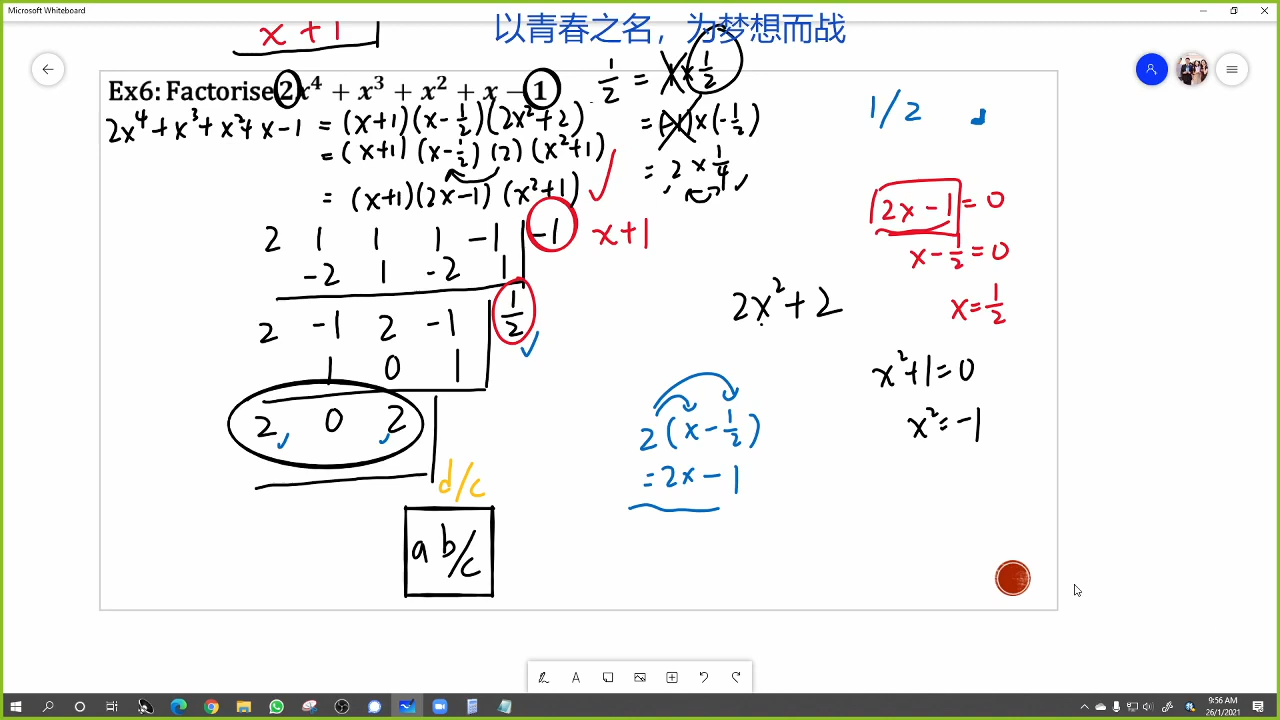 Microsoft Whiteboard
以青春之名，为梦想而战
x + 1
Ex6: Factorise 2x⁴ + x³ + x² + x − 1
2x⁴ + x³ + x² + x − 1 = (x+1)(x−1/2)(2x²+2)
= (x+1)(x−1/2)(2)(x²+1)
= (x+1)(2x−1)(x²+1)
1/2 = 1 × 1/2
= (−1) × (−1/2)
= 2 × 1/4
1/2
2x − 1 = 0
x − 1/2 = 0
x = 1/2
2 1 1 1 −1 −1 x+1
−2 1 −2 1
2 −1 2 −1 1/2
1 0 1
2, 0, 2
2x² + 2
x² + 1 = 0
x² = −1
2(x − 1/2)
= 2x − 1
d/c
a b/c
9:56 AM
26/1/2021